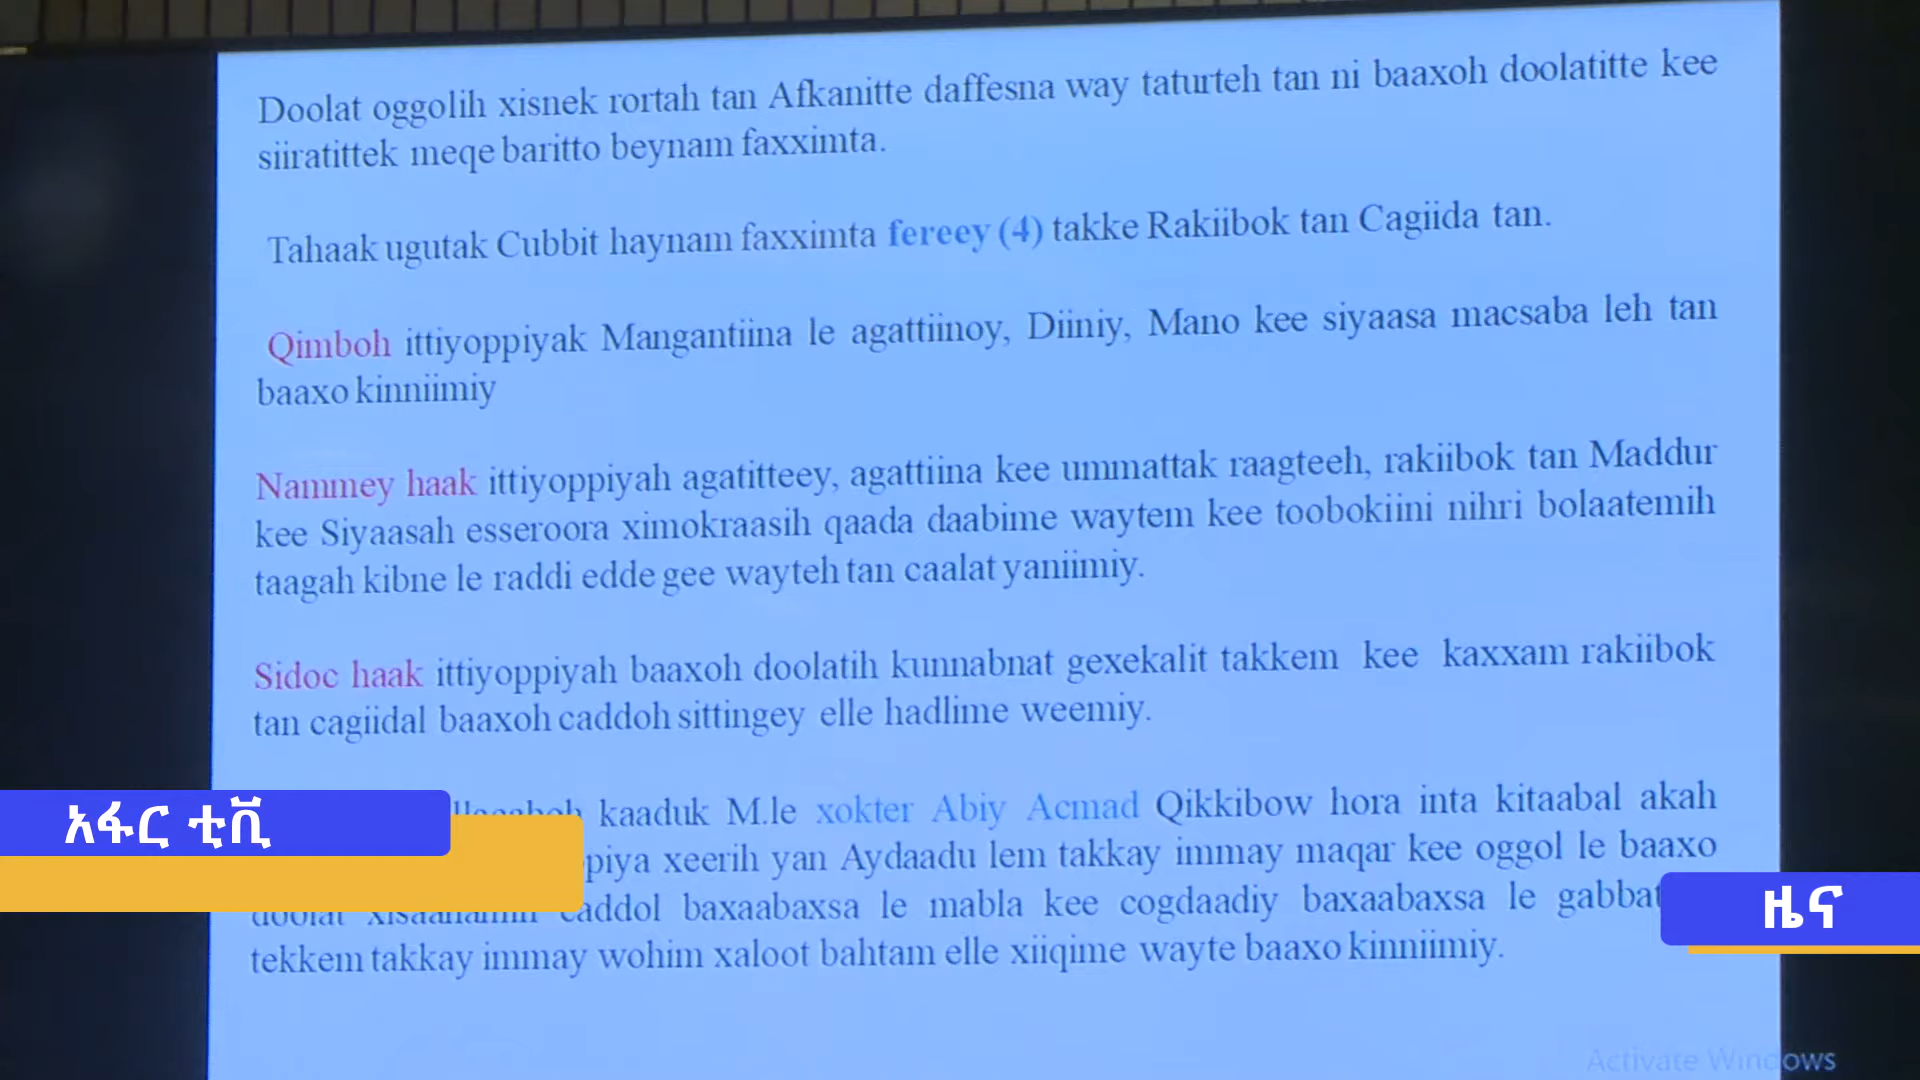 Doolat oggolih xisnek rortah tan Afkanitte daffesna way taturteh tan ni baaxoh doolatitte kee
siiratittek meqe baritto beynam faxximta.
Tahaak ugutak Cubbit haynam faxximta fereey (4) takke Rakiibok tan Cagiida tan.
Qimboh ittiyoppiyak Mangantiina le agattiinoy, Diiniy, Mano kee siyaasa macsaba leh tan
baaxo kinniimiy
Nammey haak ittiyoppiyah agatitteey, agattiina kee ummattak raagteeh, rakiibok tan Maddur
kee Siyaasah esseroora ximokraasih qaada daabime waytem kee toobokiini nihri bolaatemih
taagah kibne le raddi edde gee wayteh tan caalat yaniimiy.
Sidoc haak ittiyoppiyah baaxoh doolatih kunnabnat gexekalit takkem kee kaxxam rakiibok
tan cagiidal baaxoh caddoh sittingey elle hadlime weemiy.
kaaduk M.le xokter Abiy Acmad Qikkibow hora inta kitaabal akah
xeerih yan Aydaadu lem takkay immay maqar kee oggol le baaxo
caddol baxaabaxsa le mabla kee cogdaadiy baxaabaxsa le
tekkem takkay immay wohim xaloot bahtam elle xiiqime wayte baaxo kinniimiy.
አፋር ቲቪ
ዜና
Activate Windows